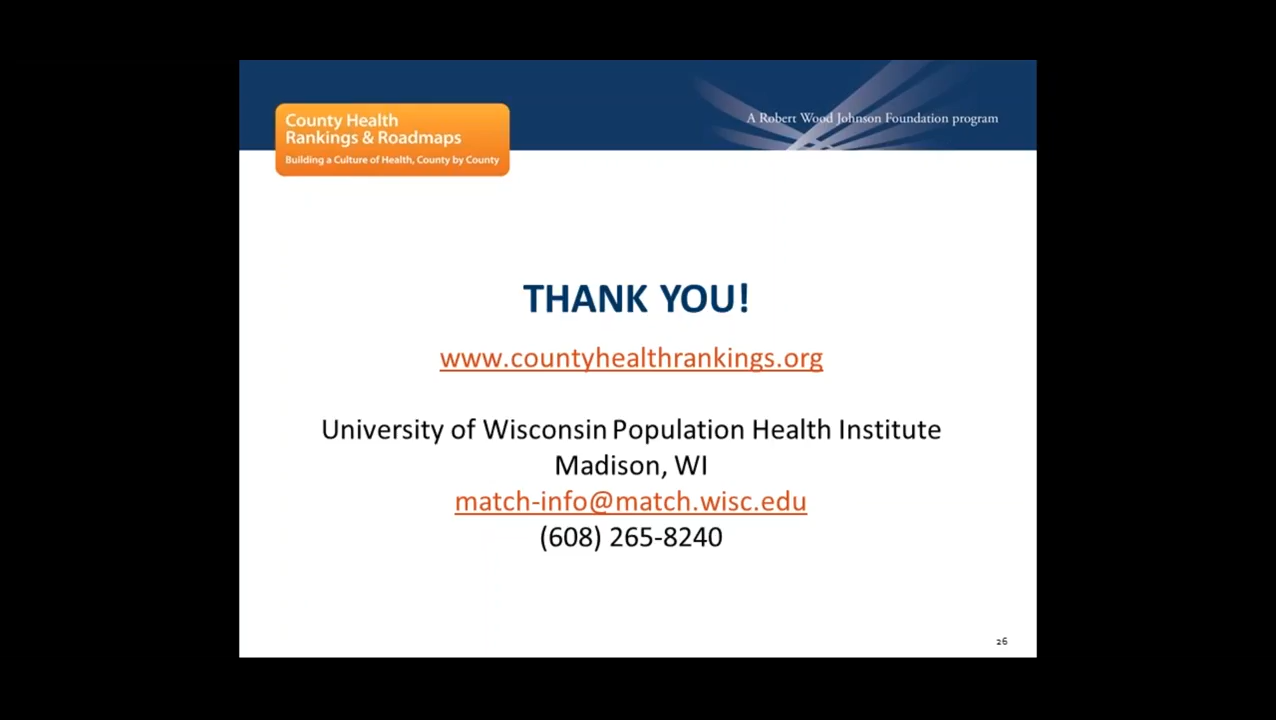 County Health
Rankings & Roadmaps
Building a Culture of Health, County by County
A Robert Wood Johnson Foundation program
THANK YOU!
www.countyhealthrankings.org
University of Wisconsin Population Health Institute
Madison, WI
match-info@match.wisc.edu
(608) 265-8240
26